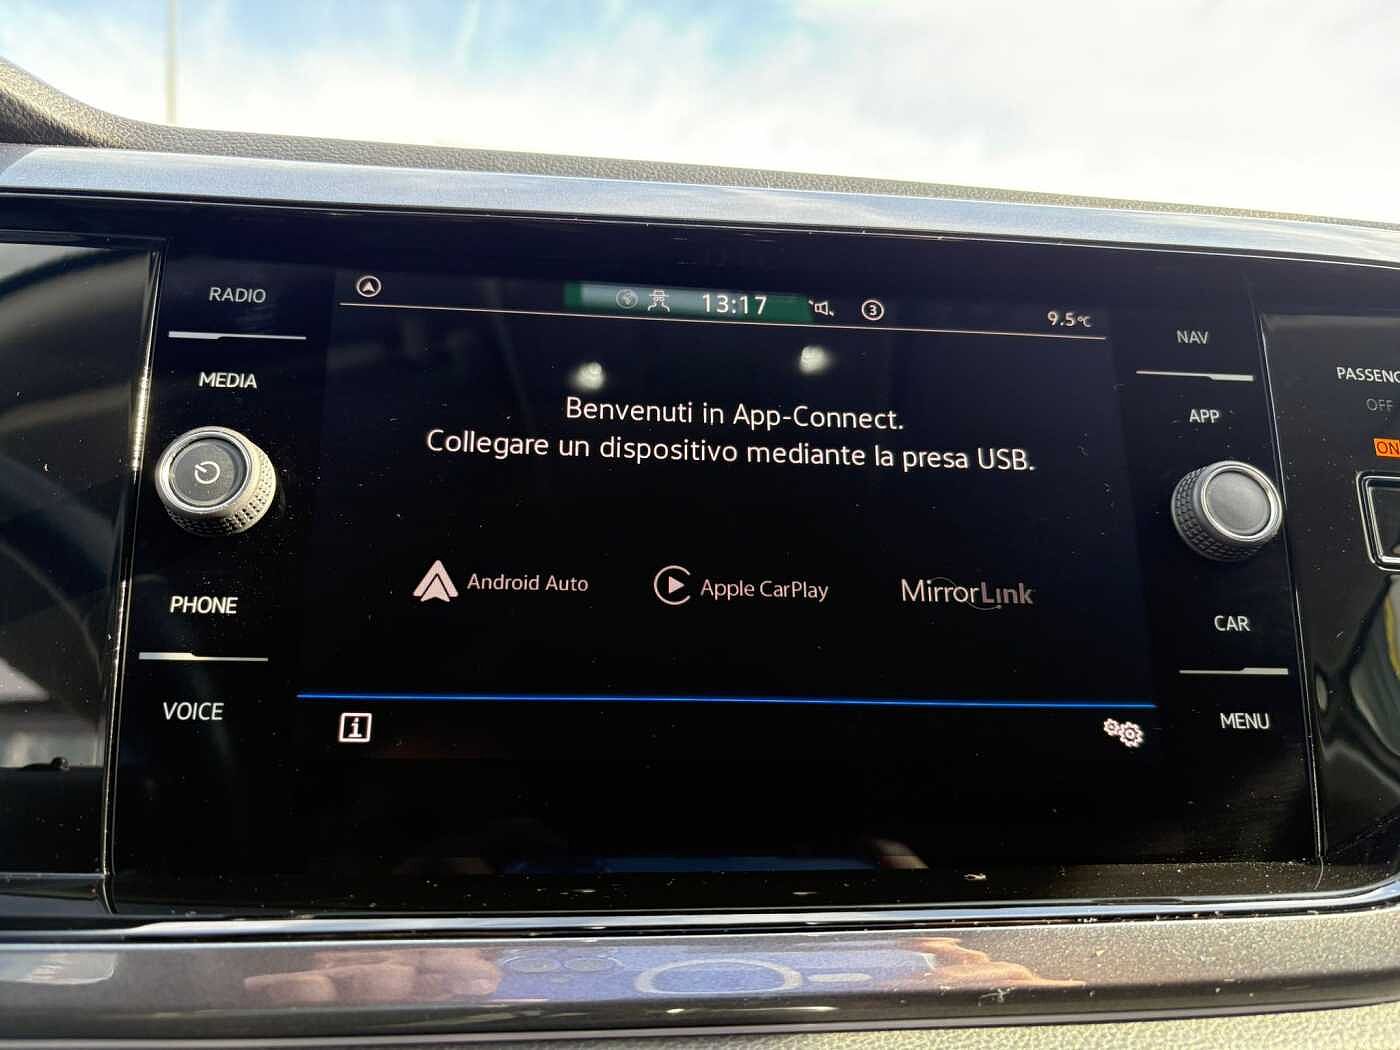 RADIO
MEDIA
PHONE
VOICE
13:17
3
9.5°C
Benvenuti in App-Connect.
Collegare un dispositivo mediante la presa USB.
Android Auto
Apple CarPlay
MirrorLink
i
NAV
APP
CAR
MENU
PASSENG
OFF
ON